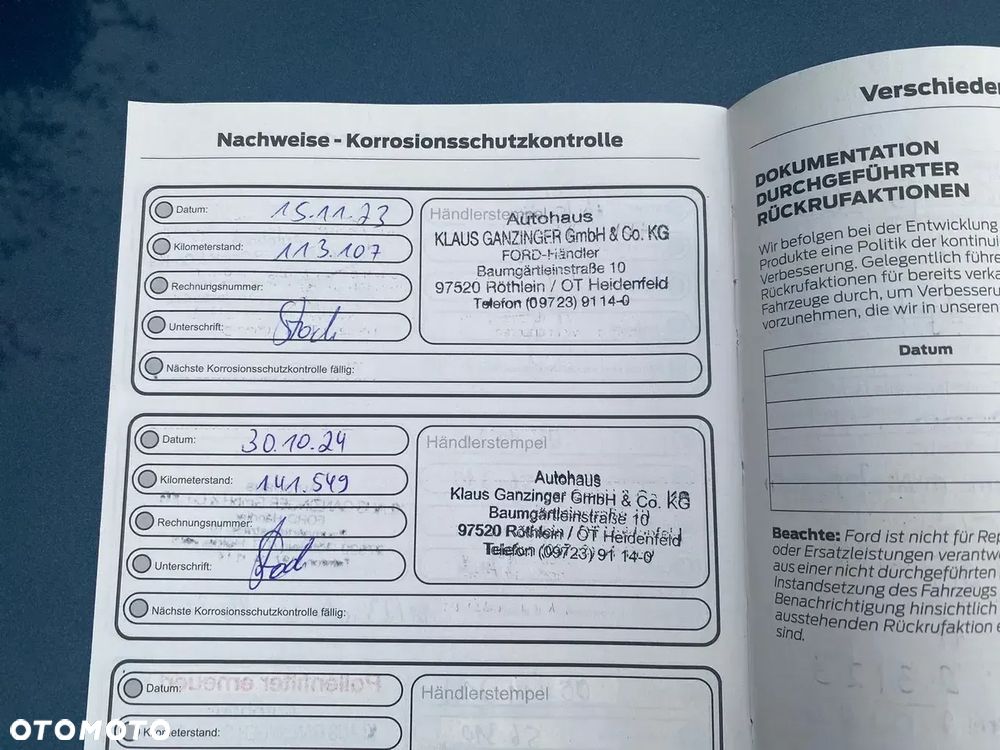 Nachweise - Korrosionsschutzkontrolle
Datum: 15.11.23
Kilometerstand: 113.107
Rechnungsnummer:
Unterschrift:
Nächste Korrosionsschutzkontrolle fällig:
Händlerstempel
Autohaus
KLAUS GANZINGER GmbH & Co. KG
FORD-Händler
Baumgärtleinstraße 10
97520 Röthlein / OT Heidenfeld
Telefon (09723) 9114-0
Datum: 30.10.24
Kilometerstand: 141.549
Rechnungsnummer:
Unterschrift:
Nächste Korrosionsschutzkontrolle fällig:
Händlerstempel
Autohaus
Klaus Ganzinger GmbH & Co. KG
Baumgärtleinstraße 10
97520 Röthlein / OT Heidenfeld
Telefon (09723) 91 14-0
Datum:
Kilometerstand:
Händlerstempel
Verschieden
DOKUMENTATION
DURCHGEFÜHRTER
RÜCKRUFAKTIONEN
Wir befolgen bei der Entwicklung
Produkte eine Politik der kontinu
Verbesserung. Gelegentlich führe
Rückrufaktionen für bereits verka
Fahrzeuge durch, um Verbesseru
vorzunehmen, die wir in unseren
Datum
Beachte: Ford ist nicht für Rep
oder Ersatzleistungen verantwo
aus einer nicht durchgeführten
Instandsetzung des Fahrzeugs
Benachrichtigung hinsichtlich
ausstehenden Rückrufaktion e
sind.
OTOMOTO